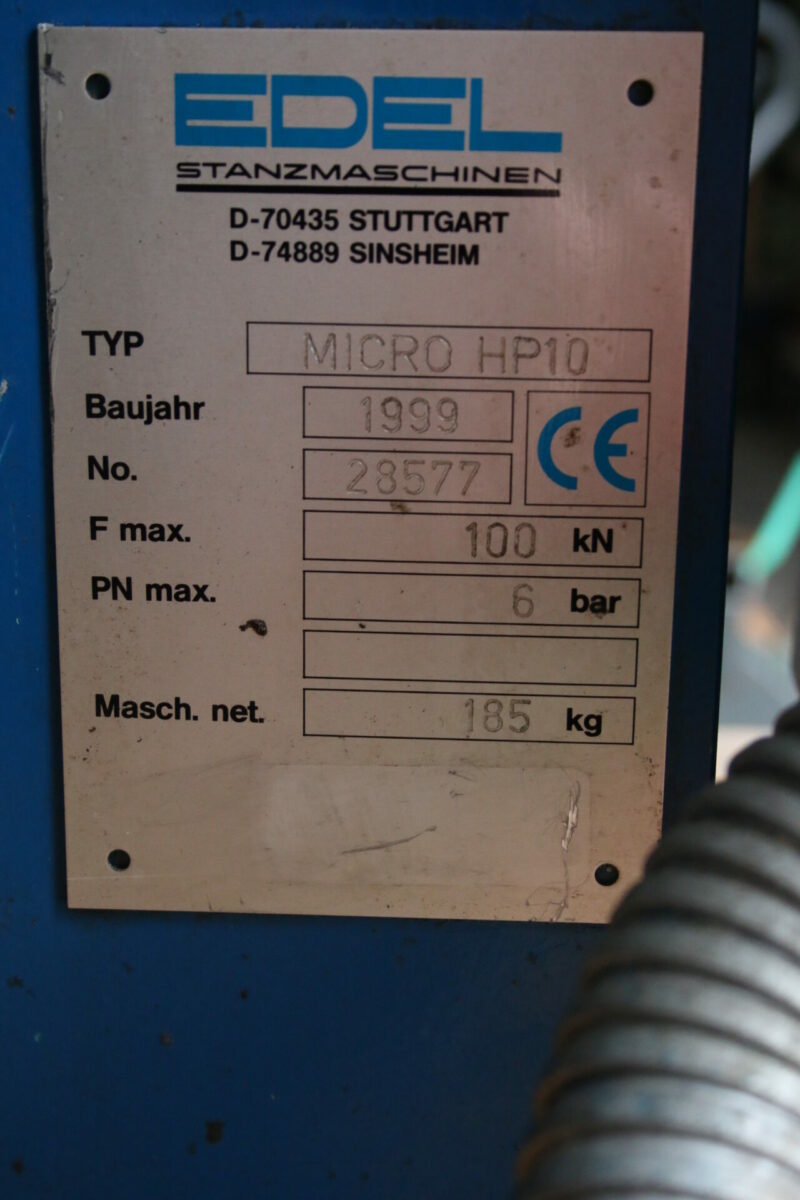 EDEL
STANZMASCHINEN
D-70435 STUTTGART
D-74889 SINSHEIM
TYP MICRO HP10
Baujahr 1999
CE
No. 28577
F max. 100 kN
PN max. 6 bar
Masch. net. 185 kg